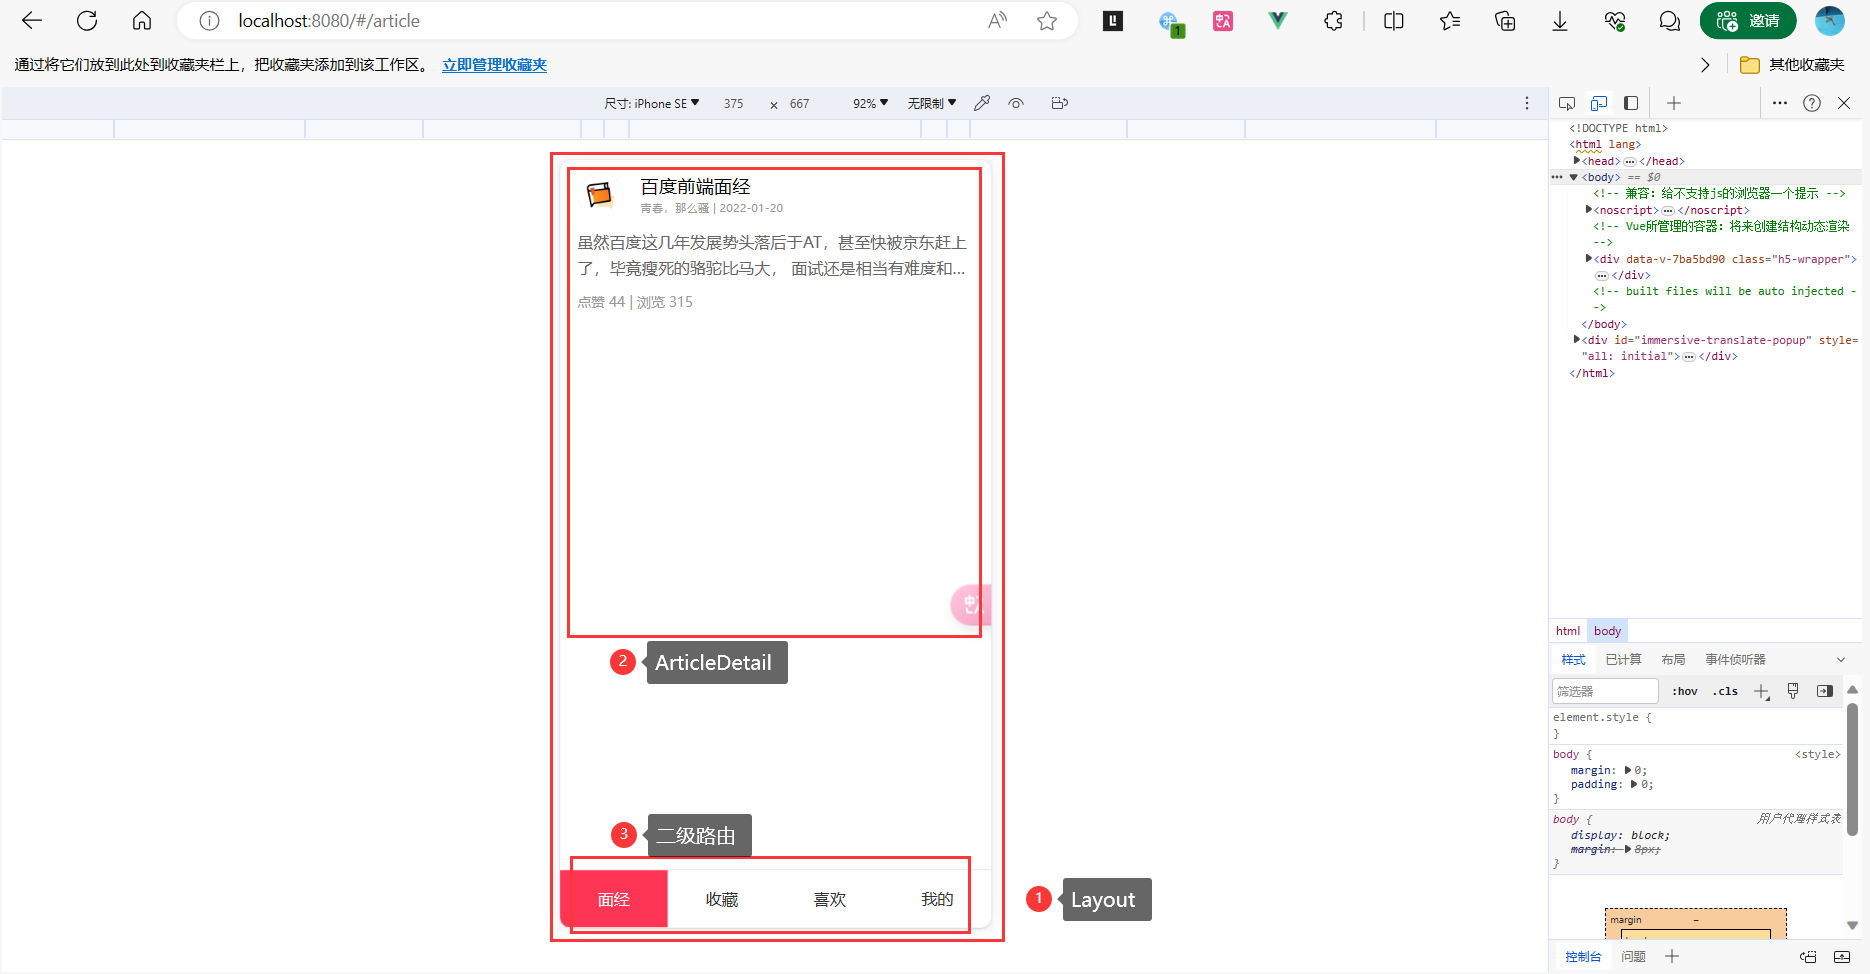 localhost:8080/#/article
邀请
通过将它们放到此处到收藏夹栏上，把收藏夹添加到该工作区。 立即管理收藏夹
其他收藏夹
尺寸: iPhone SE 375 × 667 92% 无限制
百度前端面经
青春，那么骚 | 2022-01-20
虽然百度这几年发展势头落后于AT，甚至快被京东赶上
了，毕竟瘦死的骆驼比马大， 面试还是相当有难度和...
点赞 44 | 浏览 315
2 ArticleDetail
3 二级路由
面经 收藏 喜欢 我的
1 Layout
<!DOCTYPE html>
<html lang>
<head> ••• </head>
••• <body> == $0
<!-- 兼容：给不支持js的浏览器一个提示 -->
<noscript> ••• </noscript>
<!-- Vue所管理的容器：将来创建结构动态渲染
-->
<div data-v-7ba5bd90 class="h5-wrapper">
••• </div>
<!-- built files will be auto injected -
->
</body>
<div id="immersive-translate-popup" style=
"all: initial"> ••• </div>
</html>
html body
样式 已计算 布局 事件侦听器
筛选器 :hov .cls
element.style {
}
body { <style>
margin: 0;
padding: 0;
}
body { 用户代理样式表
display: block;
margin: 8px;
}
margin –
控制台 问题